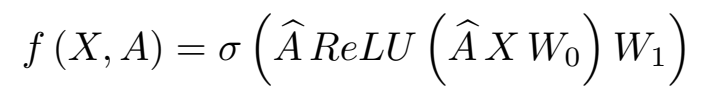 f (X, A) = σ (Â ReLU (Â X W₀) W₁)